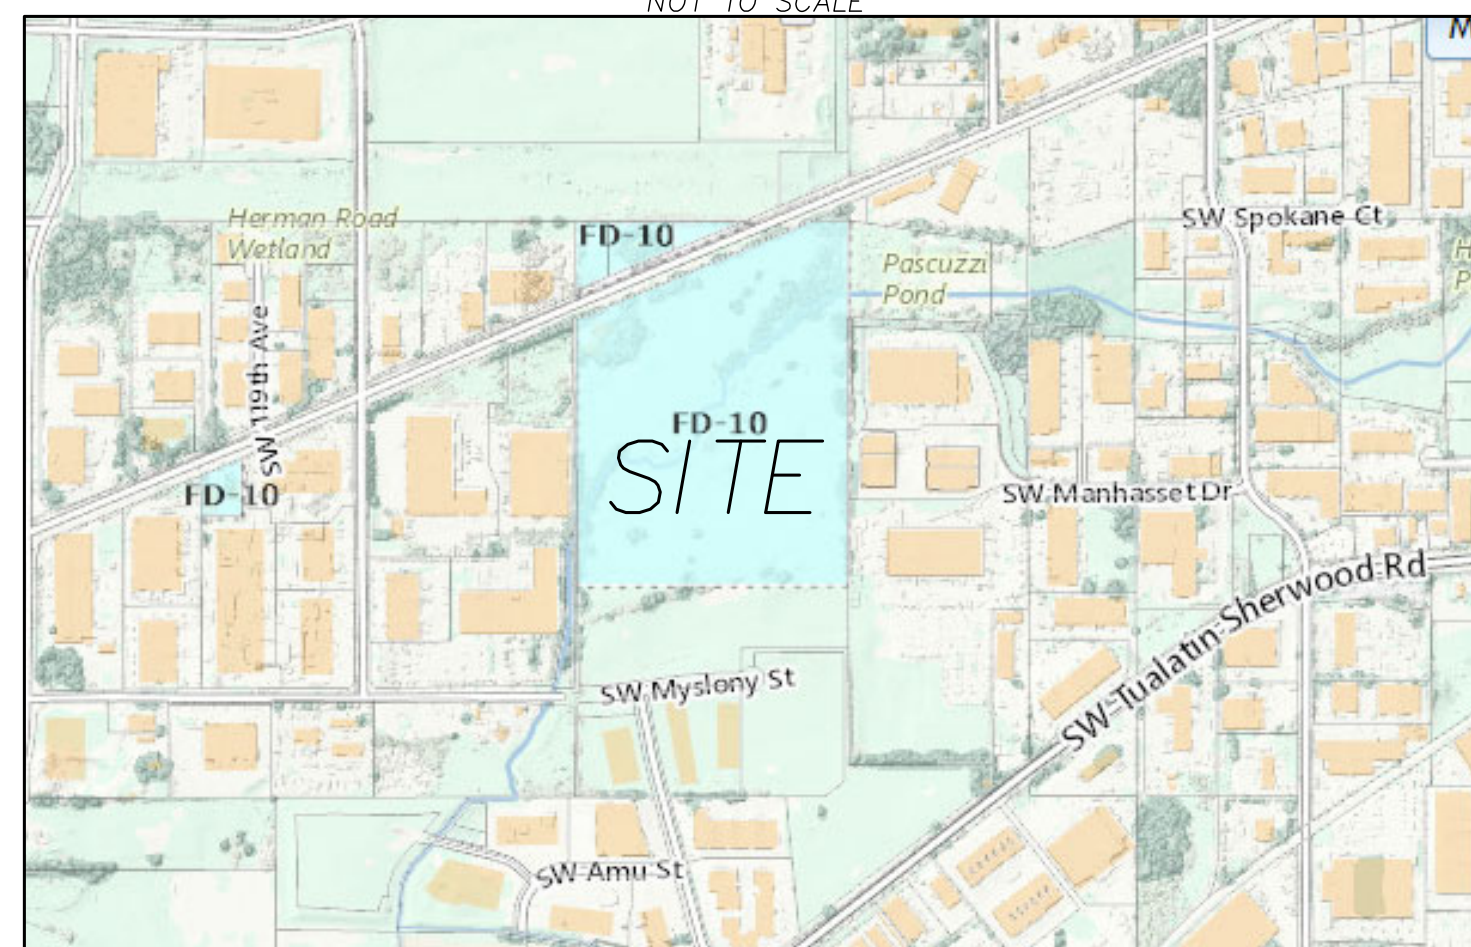 NOT TO SCALE
M
Herman Road
Wetland
FD-10
SW Spokane Ct
Pascuzzi
Pond
H
P
SW 119th Ave
FD-10
SITE
FD-10
SW Manhasset Dr
SW Tualatin-Sherwood Rd
SW Myslony St
SW Amu St